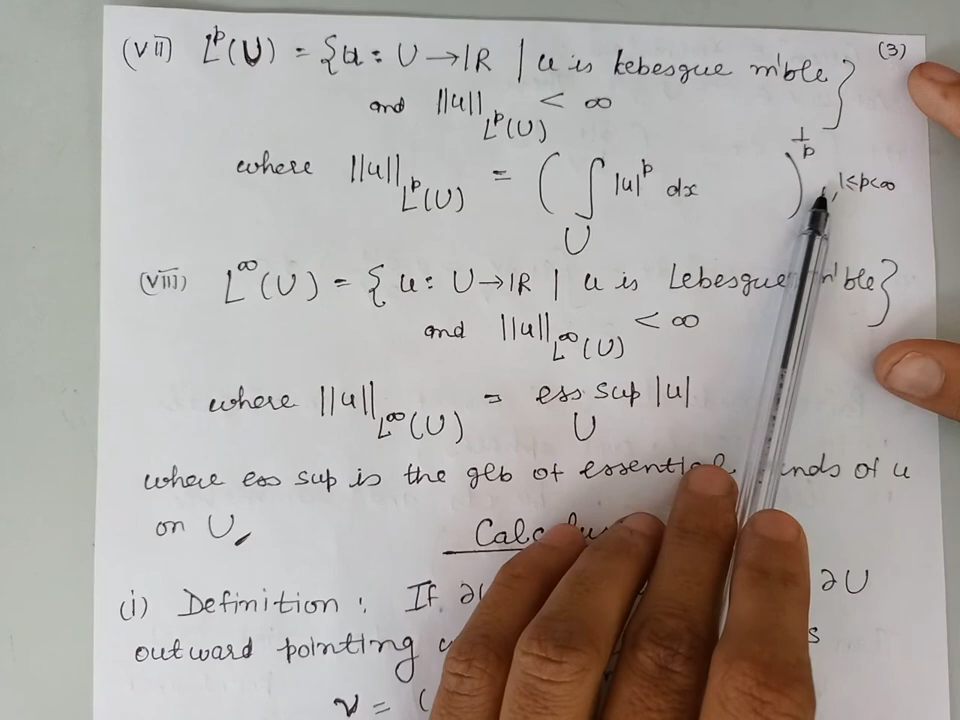 (3)
(VII) L^p(U) = {u : U → IR | u is Lebesgue m'ble
and ||u||_{L^p(U)} < ∞ }
where ||u||_{L^p(U)} = ( ∫_U |u|^p dx )^{1/p} , 1≤p<∞
(VIII) L^∞(U) = { u : U → IR | u is Lebesgue m'ble
and ||u||_{L^∞(U)} < ∞ }
where ||u||_{L^∞(U)} = ess sup_U |u|
where ess sup is the glb of essential of u
on U.
(i) Definition : If ∂U
outward pointing
ν = (